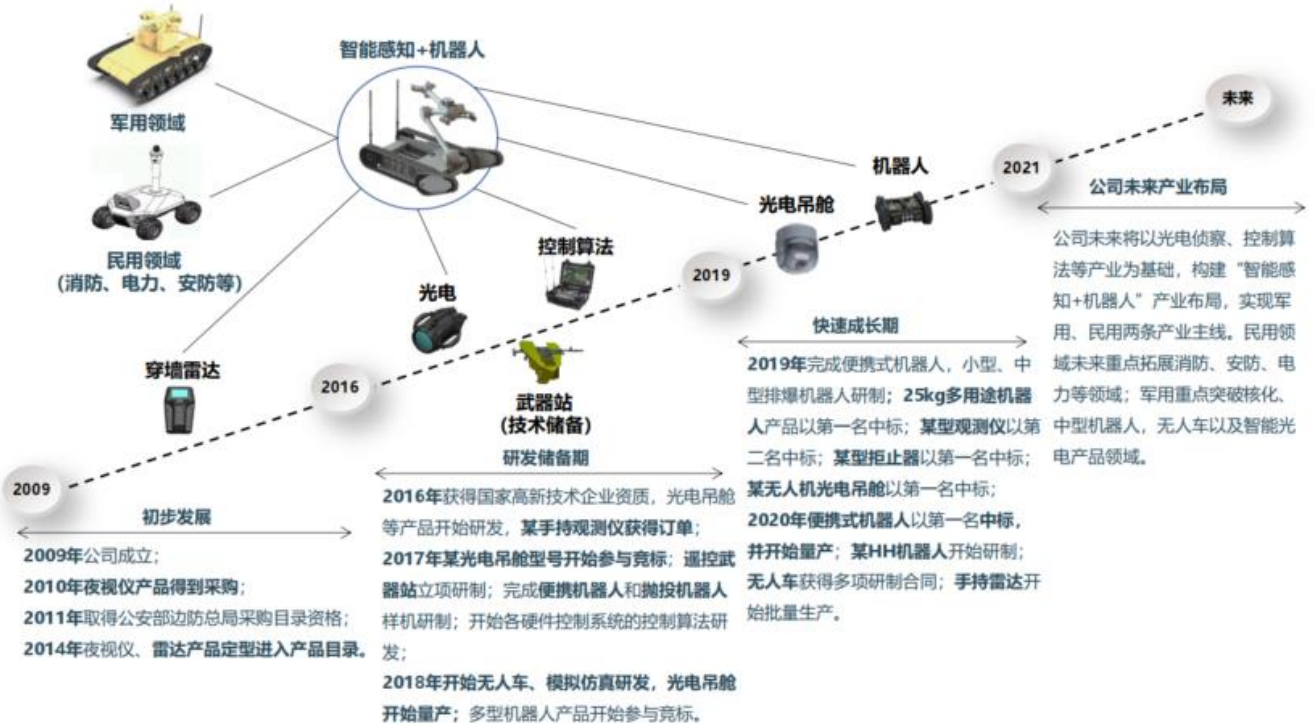 智能感知+机器人
军用领域
民用领域
(消防、电力、安防等)
穿墙雷达
光电
控制算法
武器站
(技术储备)
光电吊舱
机器人
2009
2016
2019
2021
未来
初步发展
2009年公司成立；
2010年夜视仪产品得到采购；
2011年取得公安部边防总局采购目录资格；
2014年夜视仪、雷达产品定型进入产品目录。
研发储备期
2016年获得国家高新技术企业资质，光电吊舱
等产品开始研发，某手持观测仪获得订单；
2017年某光电吊舱型号开始参与竞标；遥控武
器站立项研制；完成便携机器人和抛投机器人
样机研制；开始各硬件控制系统的控制算法研
发；
2018年开始无人车、模拟仿真研发，光电吊舱
开始量产；多型机器人产品开始参与竞标。
快速成长期
2019年完成便携式机器人，小型、中
型排爆机器人研制；25kg多用途机器
人产品以第一名中标；某型观测仪以第
二名中标；某型拒止器以第一名中标；
某无人机光电吊舱以第一名中标；
2020年便携式机器人以第一名中标，
并开始量产；某HH机器人开始研制；
无人车获得多项研制合同；手持雷达开
始批量生产。
公司未来产业布局
公司未来将以光电侦察、控制算
法等产业为基础，构建“智能感
知+机器人”产业布局，实现军
用、民用两条产业主线。民用领
域未来重点拓展消防、安防、电
力等领域；军用重点突破核化、
中型机器人，无人车以及智能光
电产品领域。